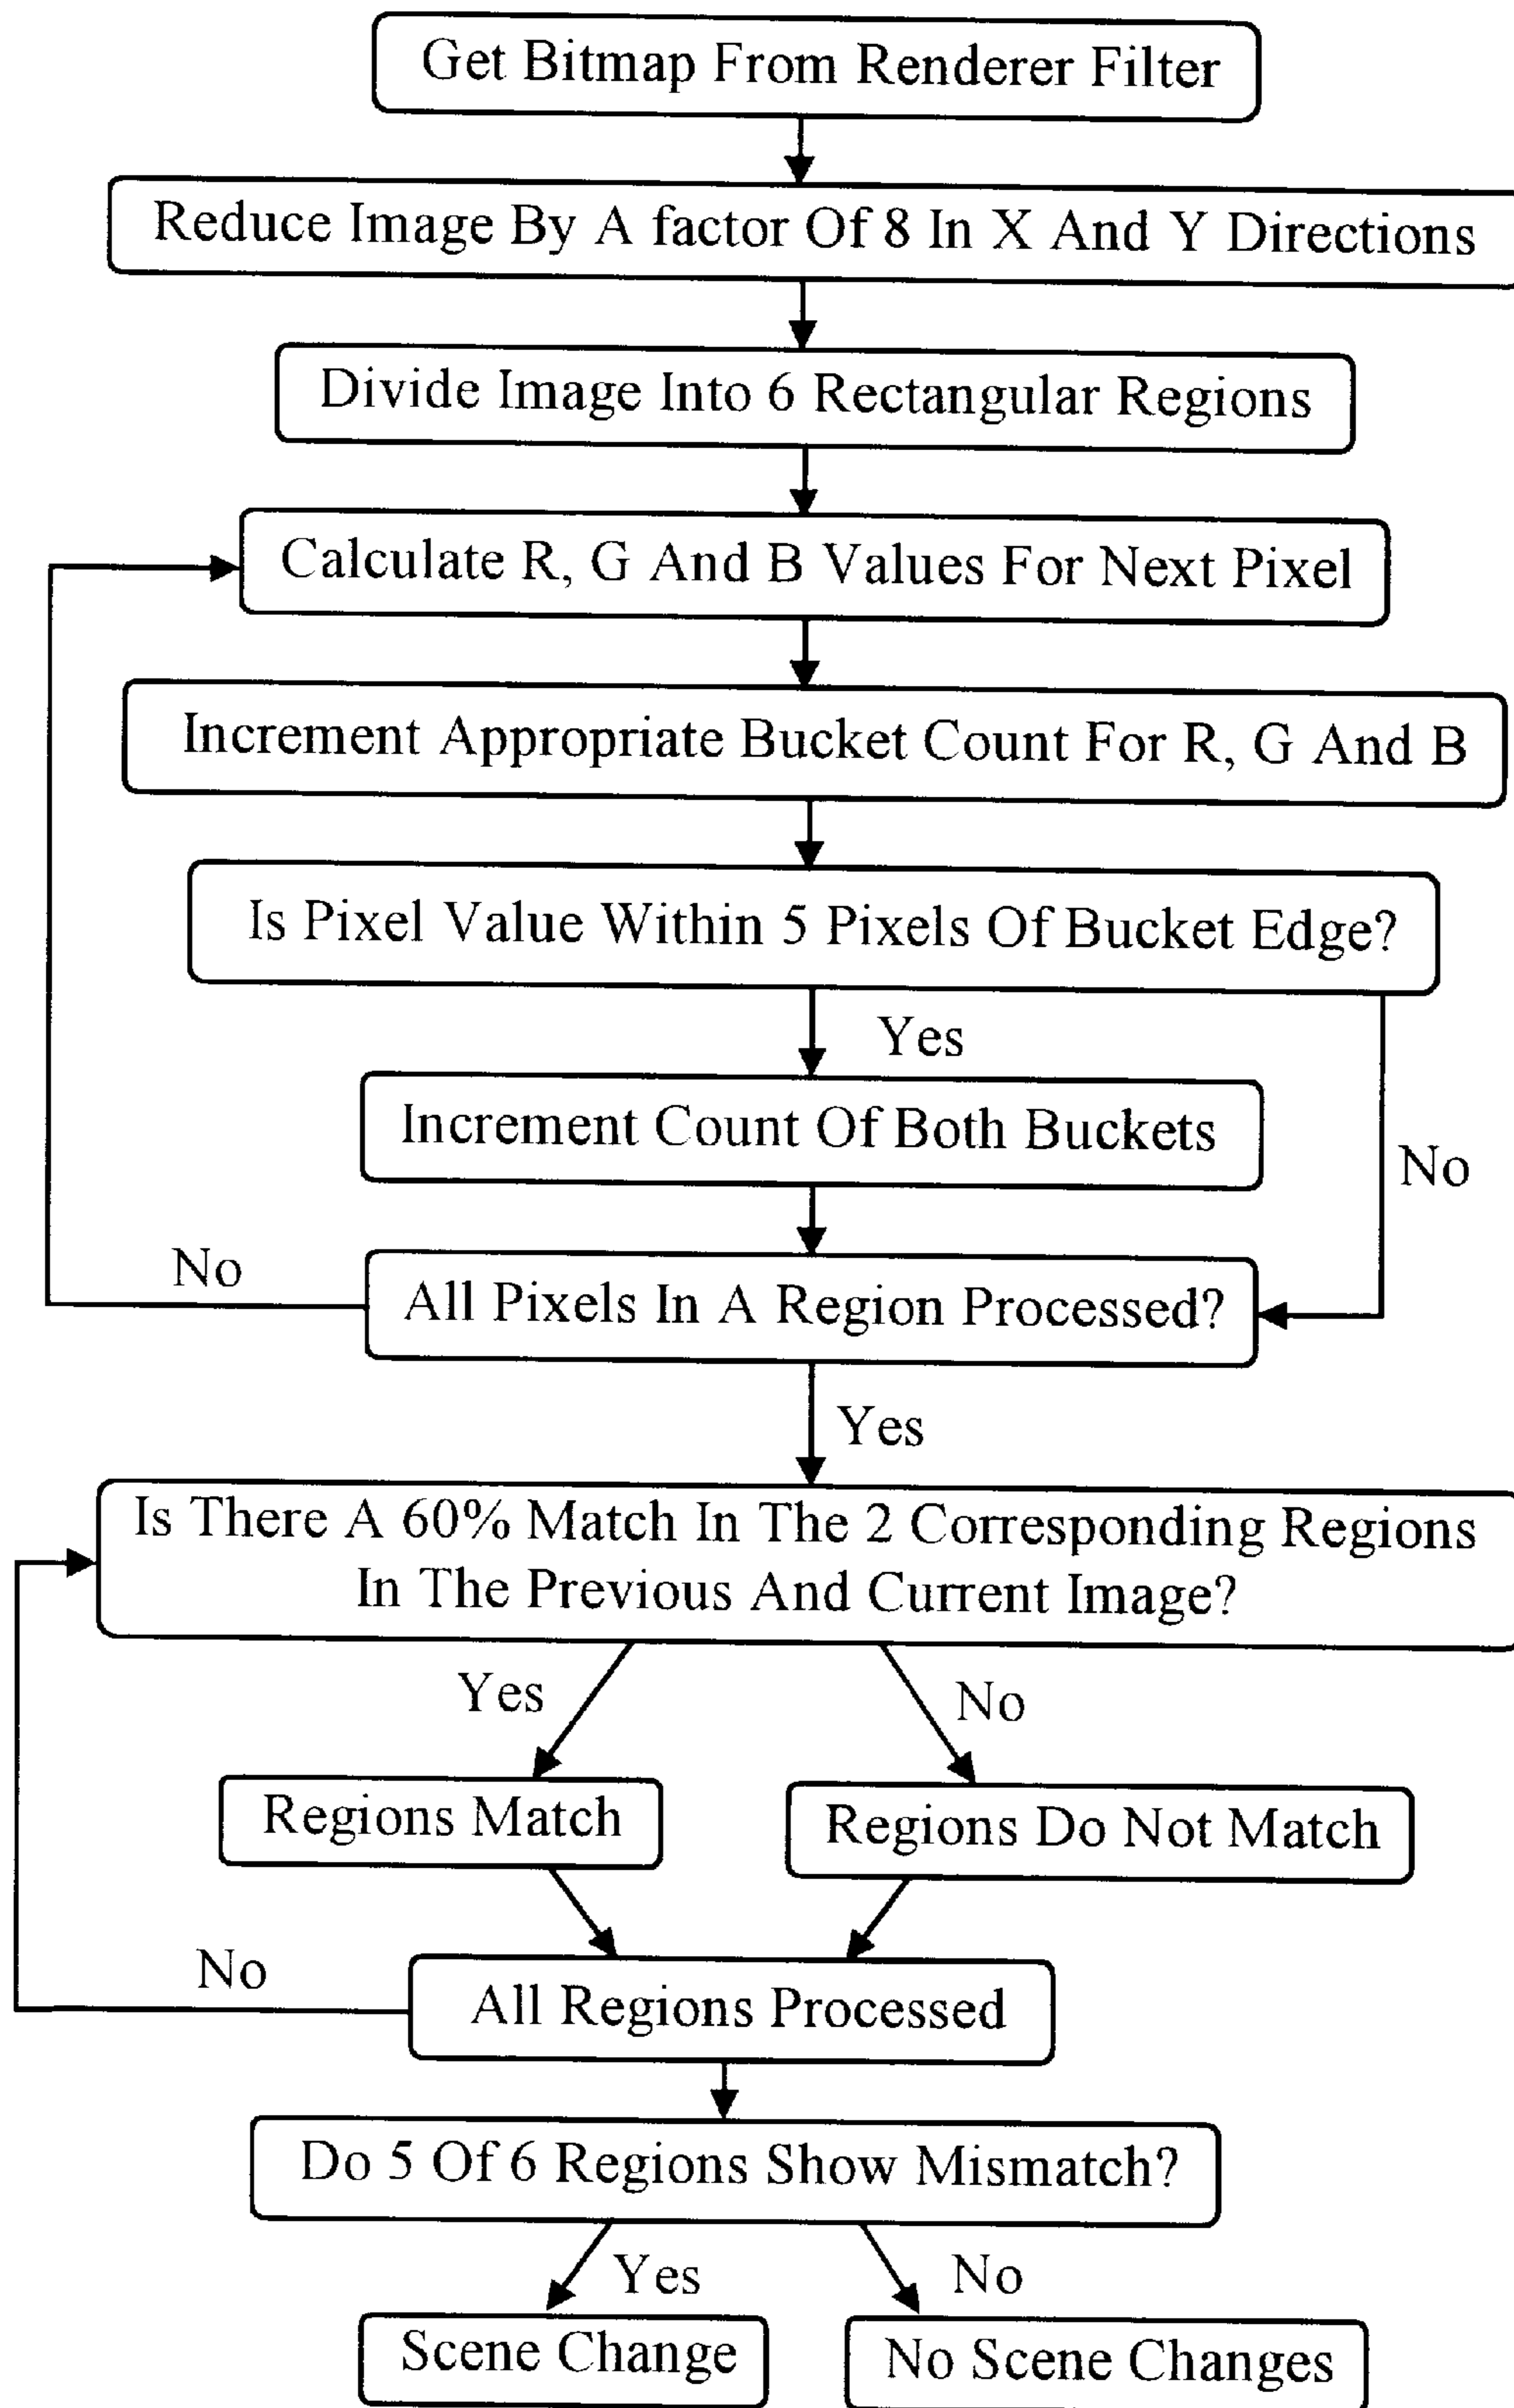 Get Bitmap From Renderer Filter
Reduce Image By A factor Of 8 In X And Y Directions
Divide Image Into 6 Rectangular Regions
Calculate R, G And B Values For Next Pixel
Increment Appropriate Bucket Count For R, G And B
Is Pixel Value Within 5 Pixels Of Bucket Edge?
Yes
Increment Count Of Both Buckets
No
No
All Pixels In A Region Processed?
Yes
Is There A 60% Match In The 2 Corresponding Regions
In The Previous And Current Image?
Yes
No
Regions Match
Regions Do Not Match
No
All Regions Processed
Do 5 Of 6 Regions Show Mismatch?
Yes
No
Scene Change
No Scene Changes